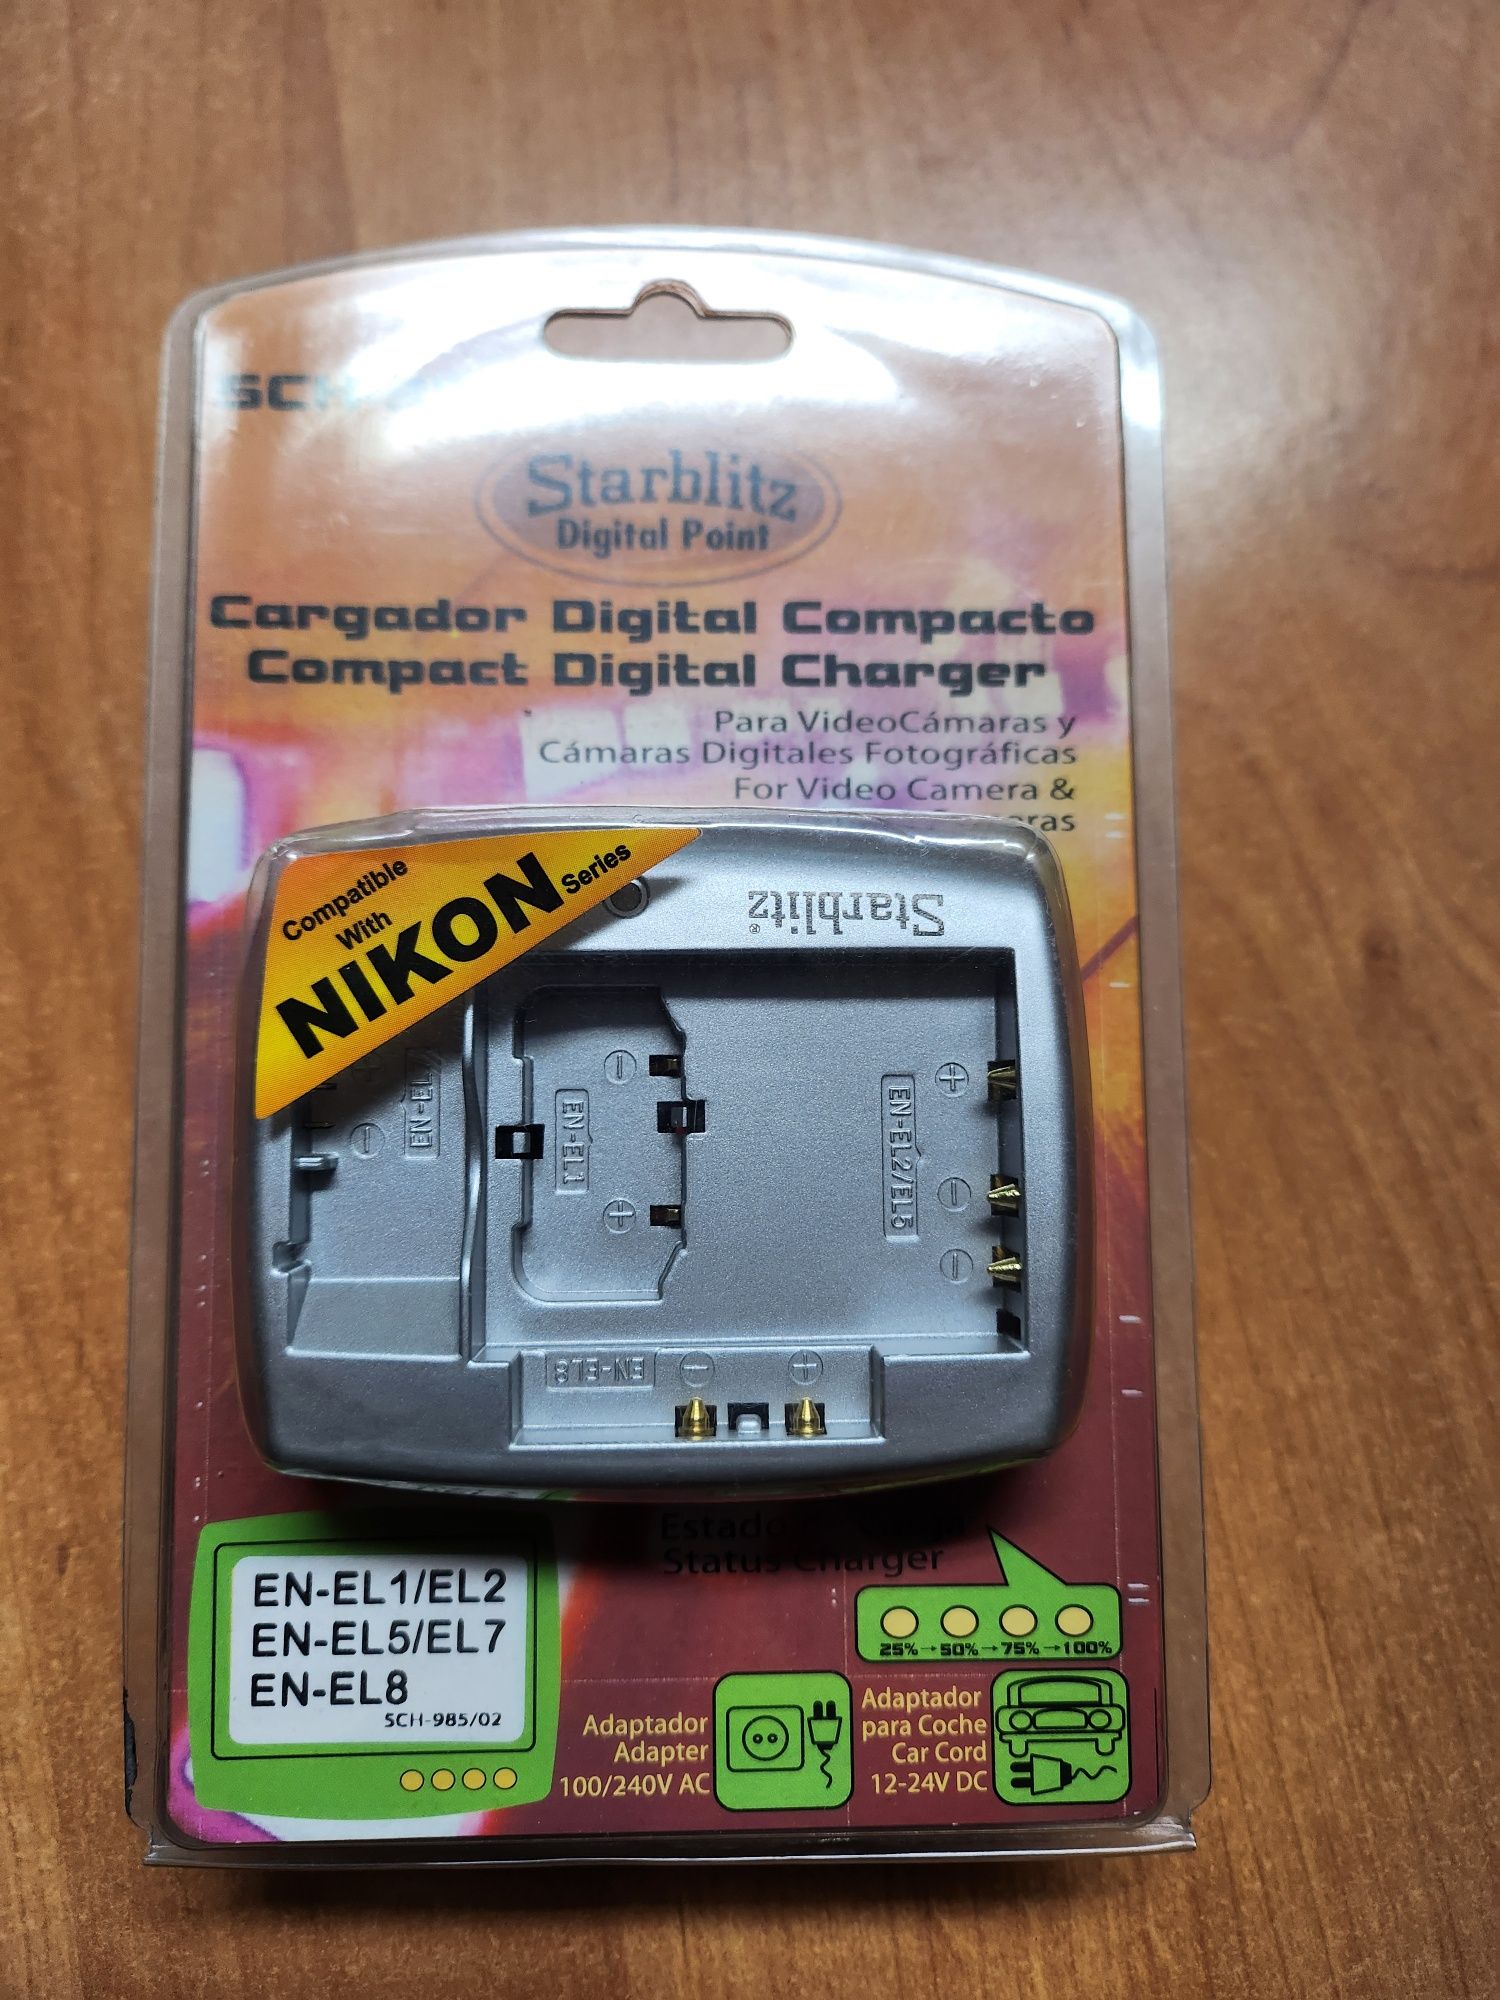 Starblitz
Digital Point
Cargador Digital Compacto
Compact Digital Charger
Para VideoCámaras y
Cámaras Digitales Fotográficas
For Video Camera &
Compatible
With
NIKON Series
Starblitz®
EN-EL1
EN-EL2/EL5
EN-EL8
Estado
Status Charger
EN-EL1/EL2
EN-EL5/EL7
EN-EL8
SCH-985/02
25% → 50% → 75% → 100%
Adaptador
Adapter
100/240V AC
Adaptador
para Coche
Car Cord
12-24V DC